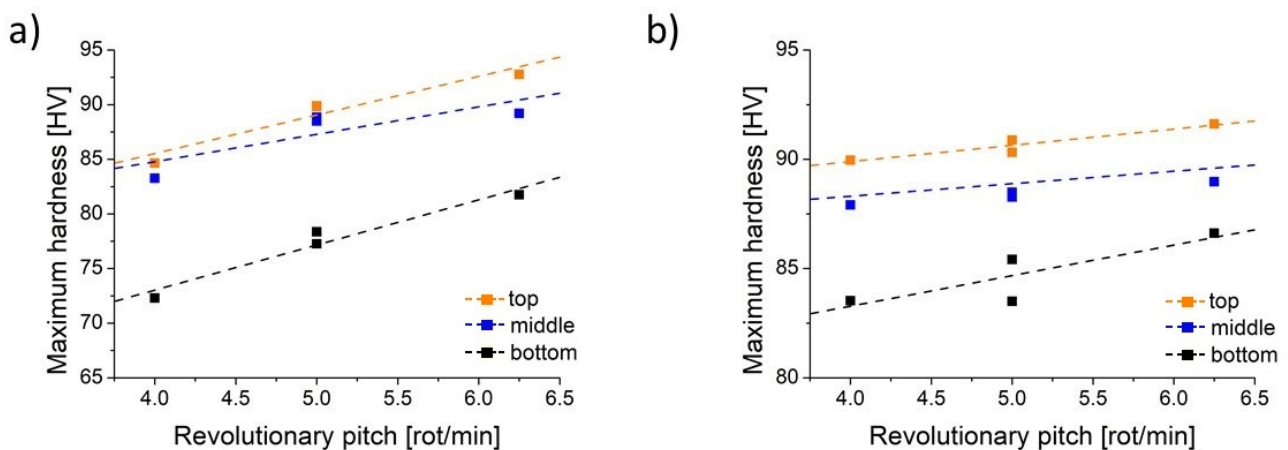 a)
Maximum hardness [HV]
95
90
85
80
75
70
65
top
middle
bottom
4.0 4.5 5.0 5.5 6.0 6.5
Revolutionary pitch [rot/min]
b)
Maximum hardness [HV]
95
90
85
80
top
middle
bottom
4.0 4.5 5.0 5.5 6.0 6.5
Revolutionary pitch [rot/min]